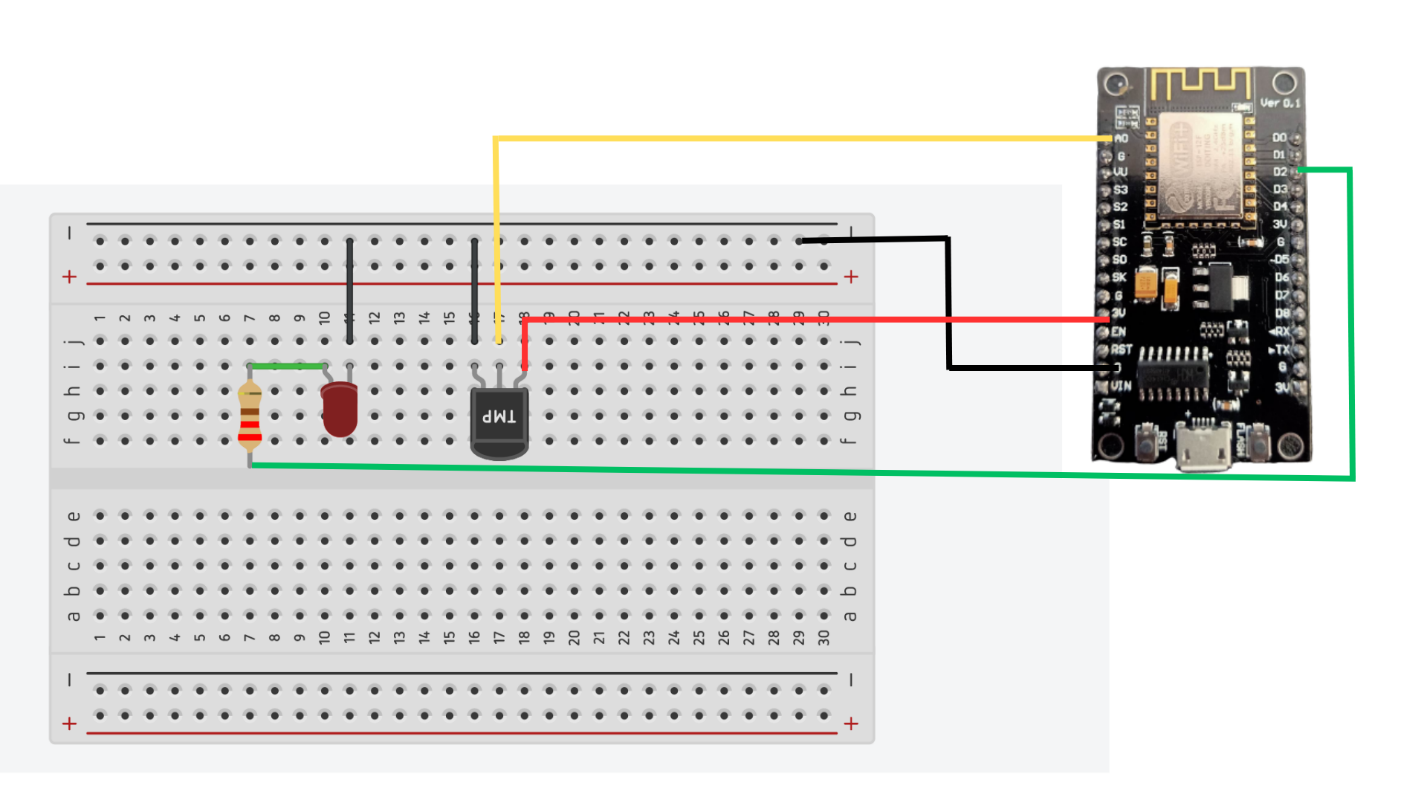 Ver 0.1
A0 D0
G D1
VU D2
S3 D3
S2 D4
S1 3V
SC G
SO D5
SK D6
G D7
3V D8
EN RX
RST TX
G
VIN 3V
RST FLASH
WiFi
− −
+ +
1 2 3 4 5 6 7 8 9 10 11 12 13 14 15 16 17 18 19 20 21 22 23 24 25 26 27 28 29 30
j j
i i
h h
g g
f f
TMP
e e
d d
c c
b b
a a
1 2 3 4 5 6 7 8 9 10 11 12 13 14 15 16 17 18 19 20 21 22 23 24 25 26 27 28 29 30
− −
+ +